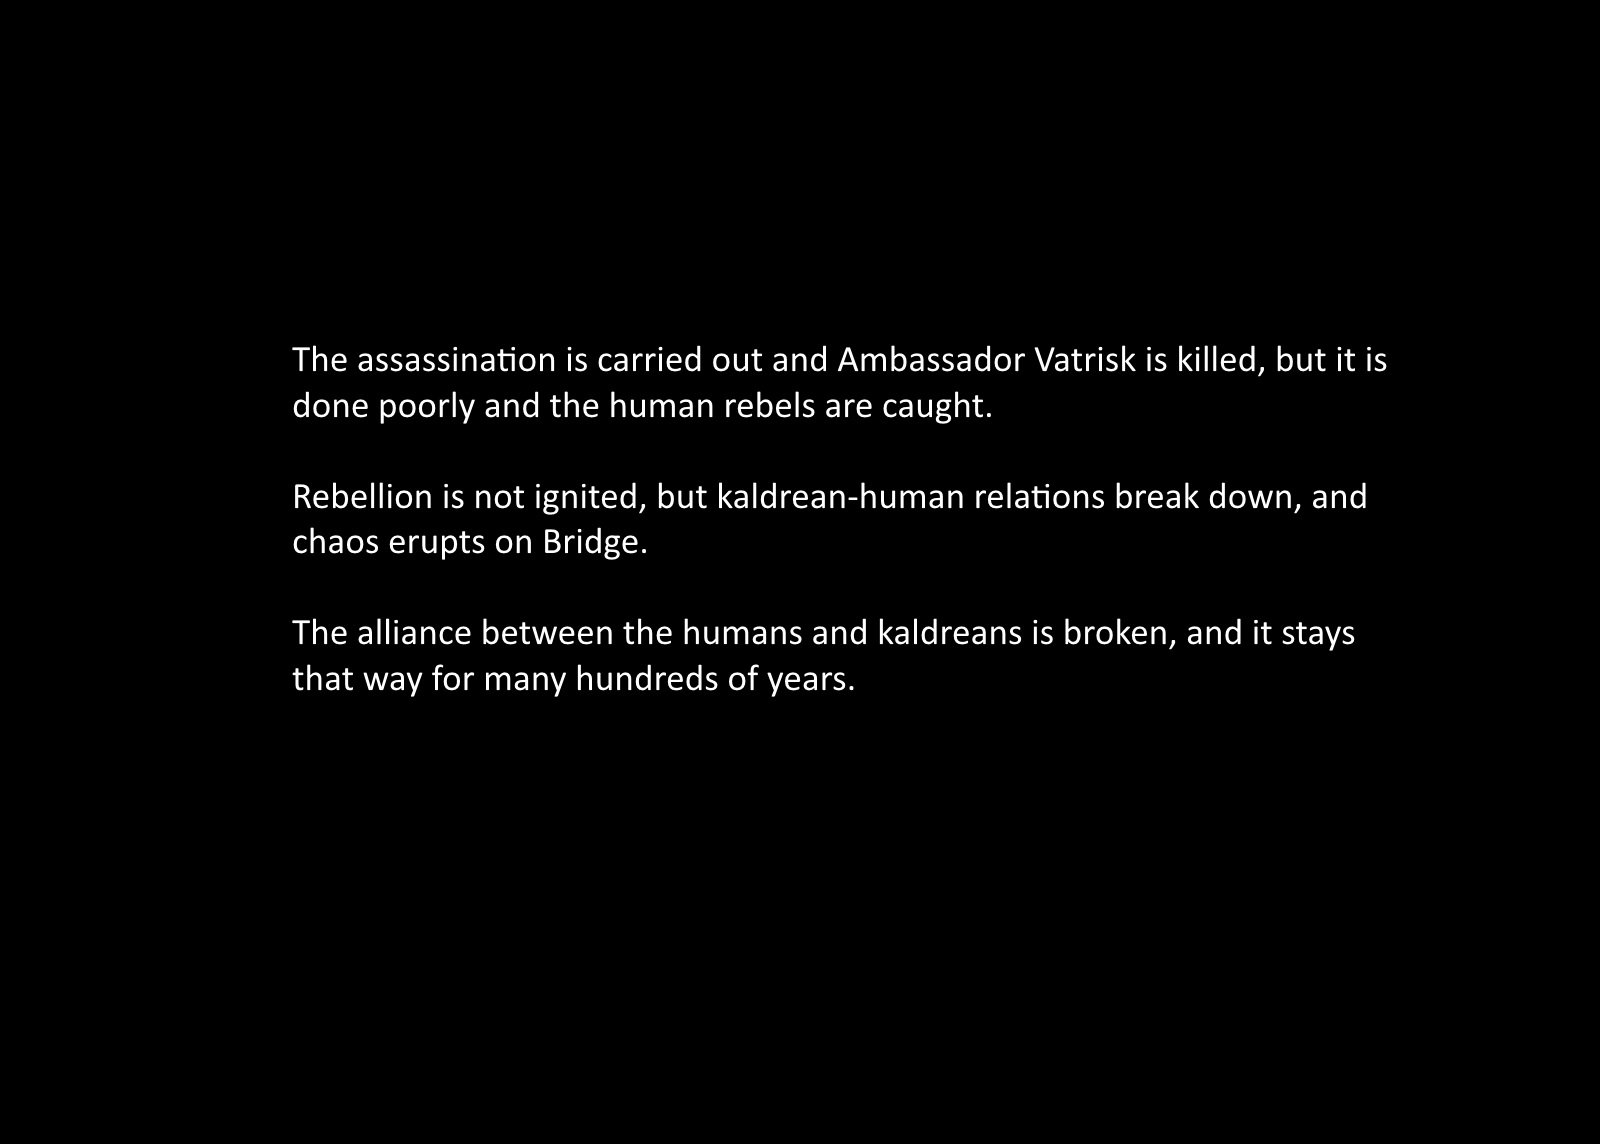 The assassination is carried out and Ambassador Vatrisk is killed, but it is
done poorly and the human rebels are caught.
Rebellion is not ignited, but kaldrean-human relations break down, and
chaos erupts on Bridge.
The alliance between the humans and kaldreans is broken, and it stays
that way for many hundreds of years.